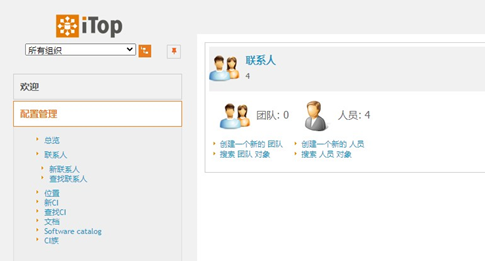 iTop
所有组织
欢迎
配置管理
总览
联系人
新联系人
查找联系人
位置
新CI
查找CI
文档
Software catalog
CI族
联系人
4
团队: 0
人员: 4
创建一个新的 团队
搜索 团队 对象
创建一个新的 人员
搜索 人员 对象